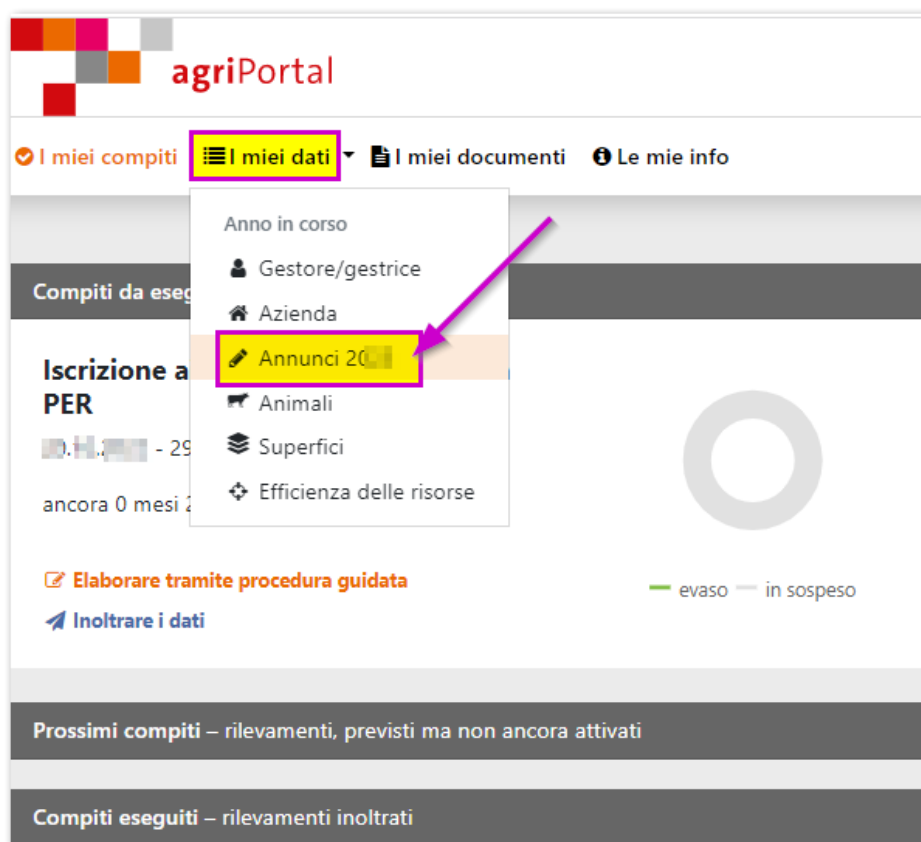 agriPortal
I miei compiti I miei dati I miei documenti Le mie info
Anno in corso
Gestore/gestrice
Azienda
Annunci
Animali
Superfici
Efficienza delle risorse
Compiti da
Iscrizione
PER
- 29
ancora 0 mesi
Elaborare tramite procedura guidata
Inoltrare i dati
evaso in sospeso
Prossimi compiti – rilevamenti, previsti ma non ancora attivati
Compiti eseguiti – rilevamenti inoltrati